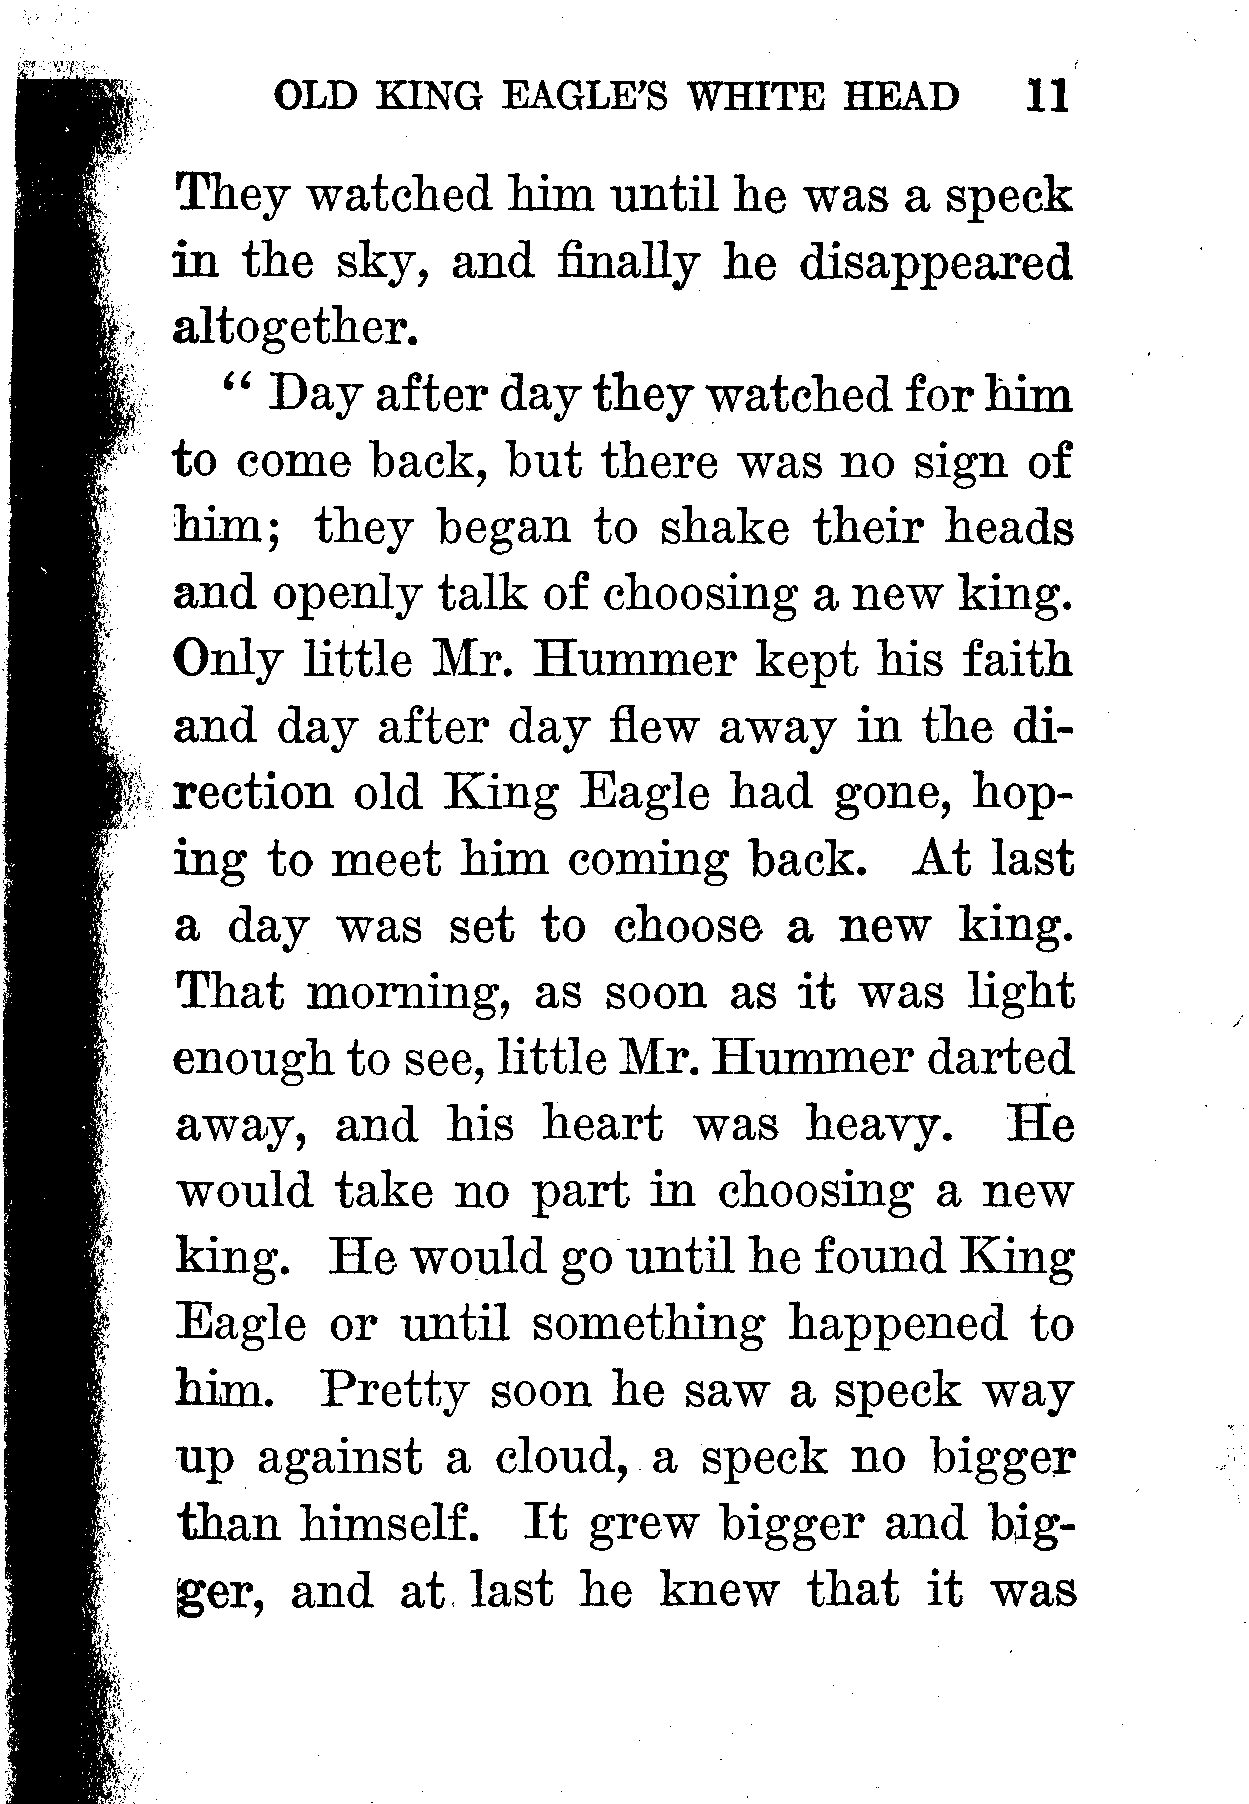 OLD KING EAGLE'S WHITE HEAD 11
They watched him until he was a speck
in the sky, and finally he disappeared
altogether.
“ Day after day they watched for him
to come back, but there was no sign of
him; they began to shake their heads
and openly talk of choosing a new king.
Only little Mr. Hummer kept his faith
and day after day flew away in the di-
rection old King Eagle had gone, hop-
ing to meet him coming back. At last
a day was set to choose a new king.
That morning, as soon as it was light
enough to see, little Mr. Hummer darted
away, and his heart was heavy. He
would take no part in choosing a new
king. He would go until he found King
Eagle or until something happened to
him. Pretty soon he saw a speck way
up against a cloud, a speck no bigger
than himself. It grew bigger and big-
ger, and at last he knew that it was